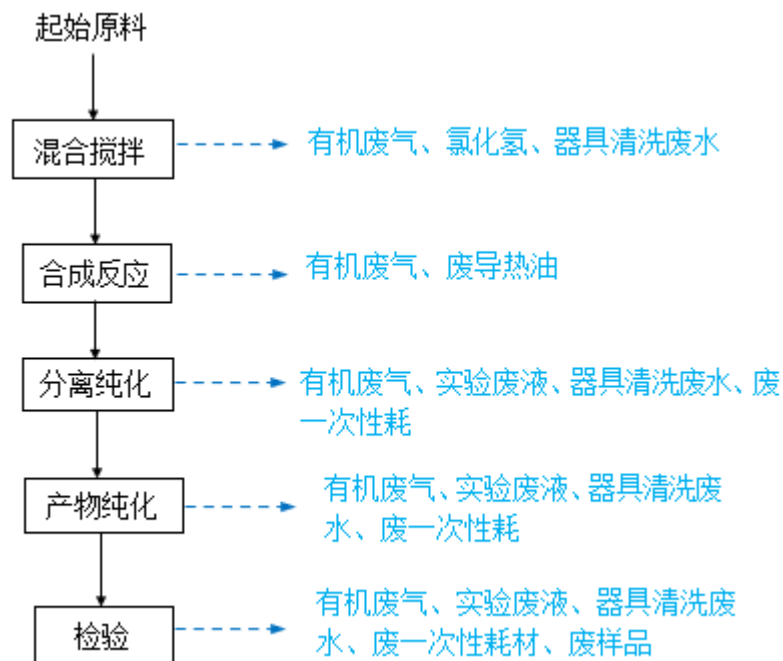 起始原料
混合搅拌
有机废气、氯化氢、器具清洗废水
合成反应
有机废气、废导热油
分离纯化
有机废气、实验废液、器具清洗废水、废
一次性耗
产物纯化
有机废气、实验废液、器具清洗废
水、废一次性耗
检验
有机废气、实验废液、器具清洗废
水、废一次性耗材、废样品